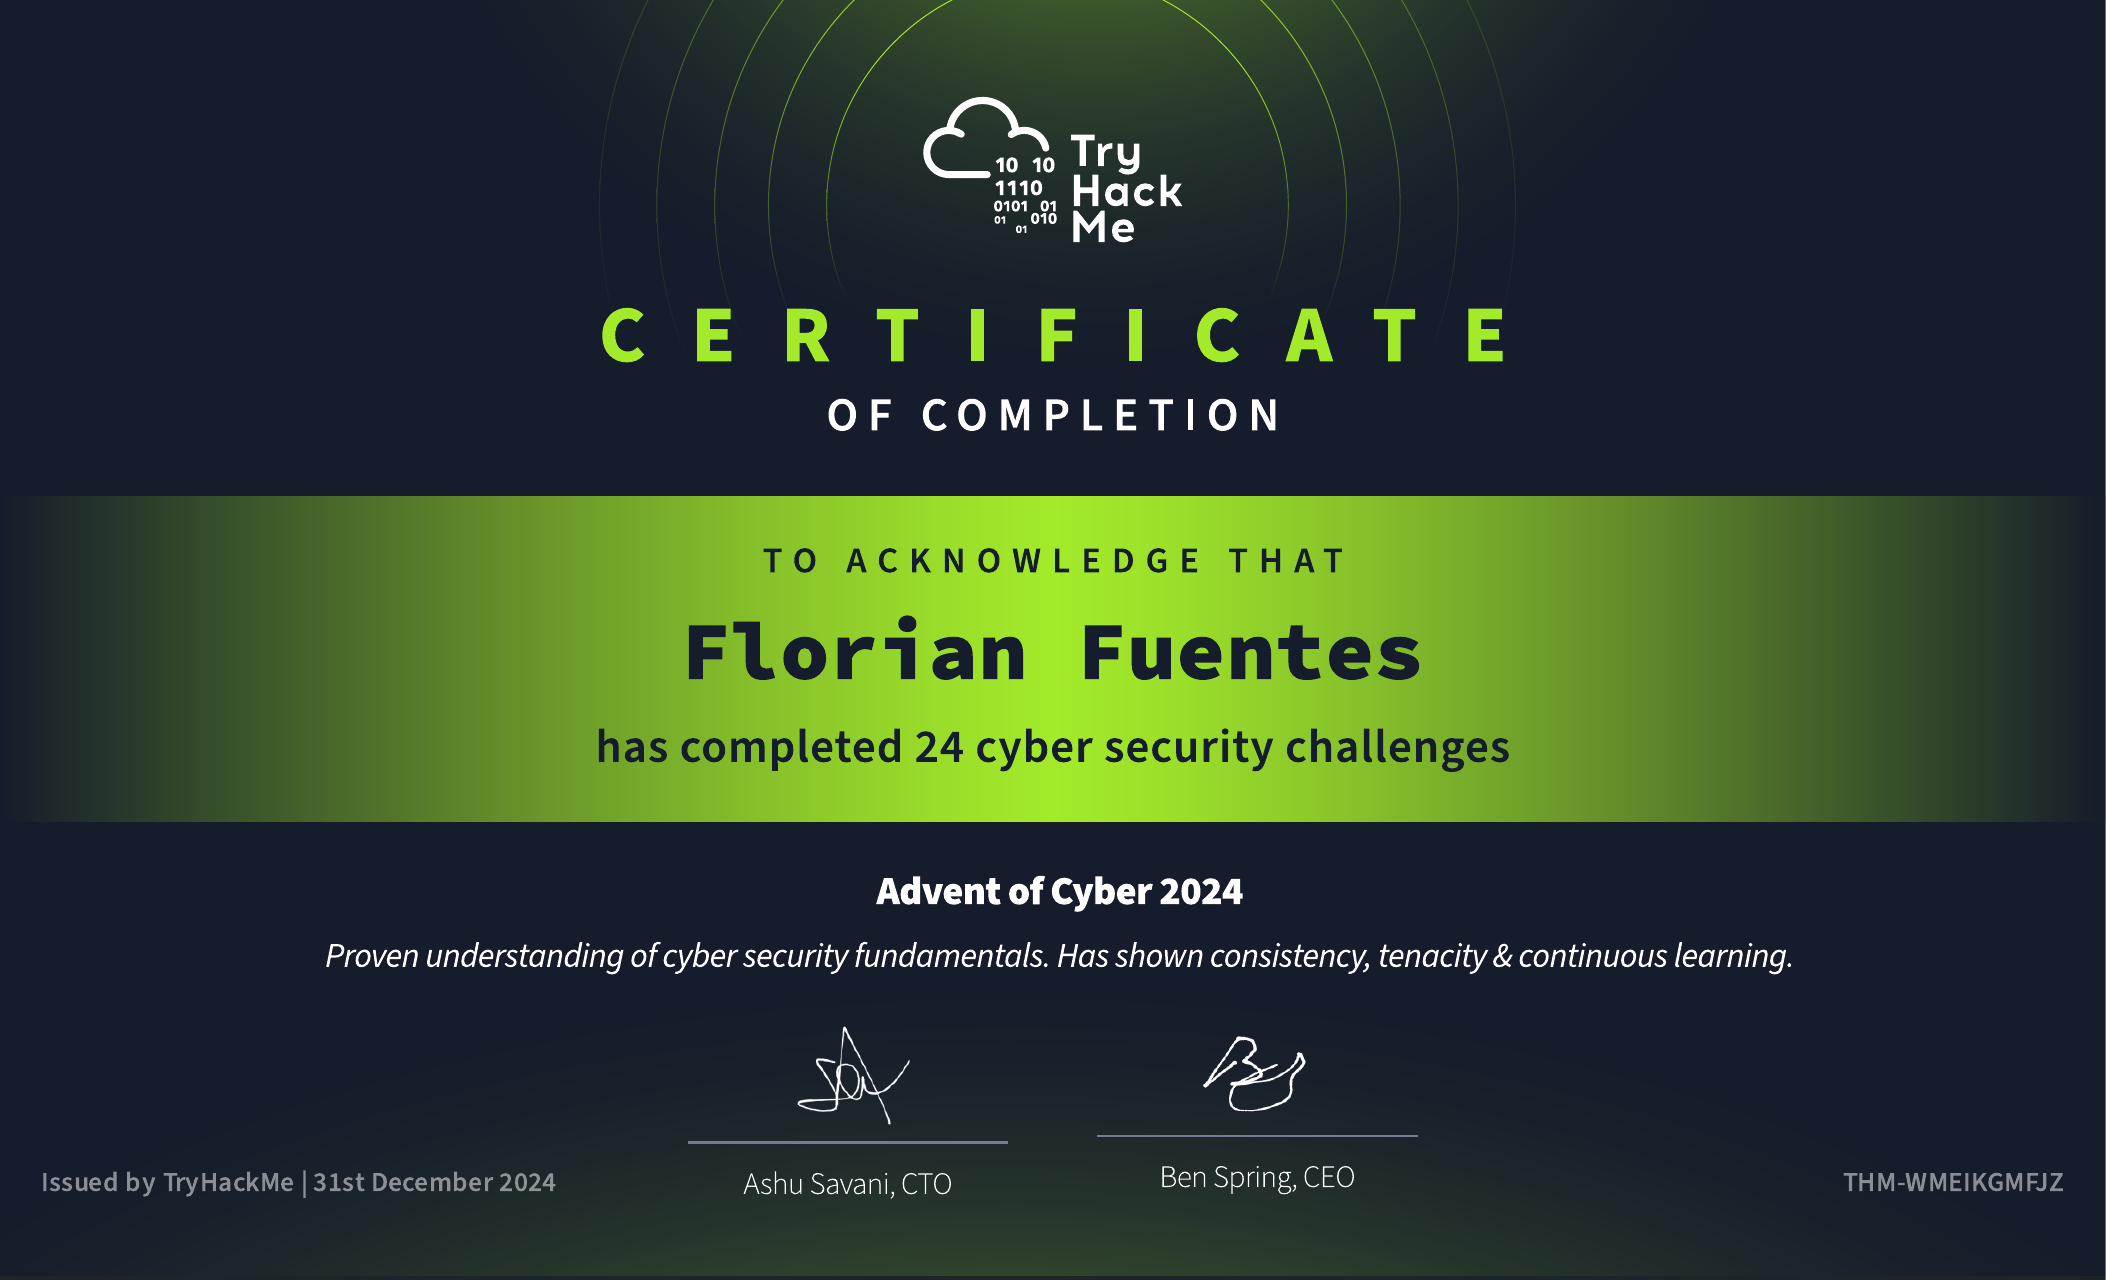 10 10
1110
0101 01
01 010
01
Try
Hack
Me
CERTIFICATE
OF COMPLETION
TO ACKNOWLEDGE THAT
Florian Fuentes
has completed 24 cyber security challenges
Advent of Cyber 2024
Proven understanding of cyber security fundamentals. Has shown consistency, tenacity & continuous learning.
Ashu Savani, CTO
Ben Spring, CEO
Issued by TryHackMe | 31st December 2024
THM-WMEIKGMFJZ